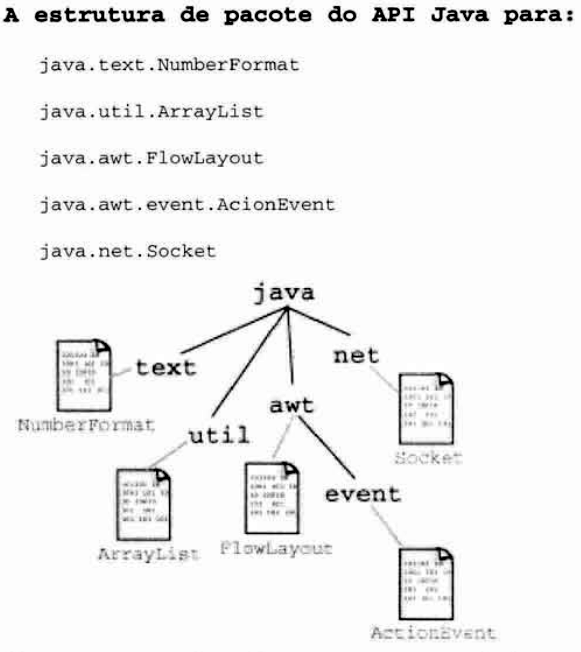 A estrutura de pacote do API Java para:
java.text.NumberFormat
java.util.ArrayList
java.awt.FlowLayout
java.awt.event.AcionEvent
java.net.Socket
java
text
net
NumberFormat
awt
util
Socket
event
ArrayList
FlowLayout
ActionEvent